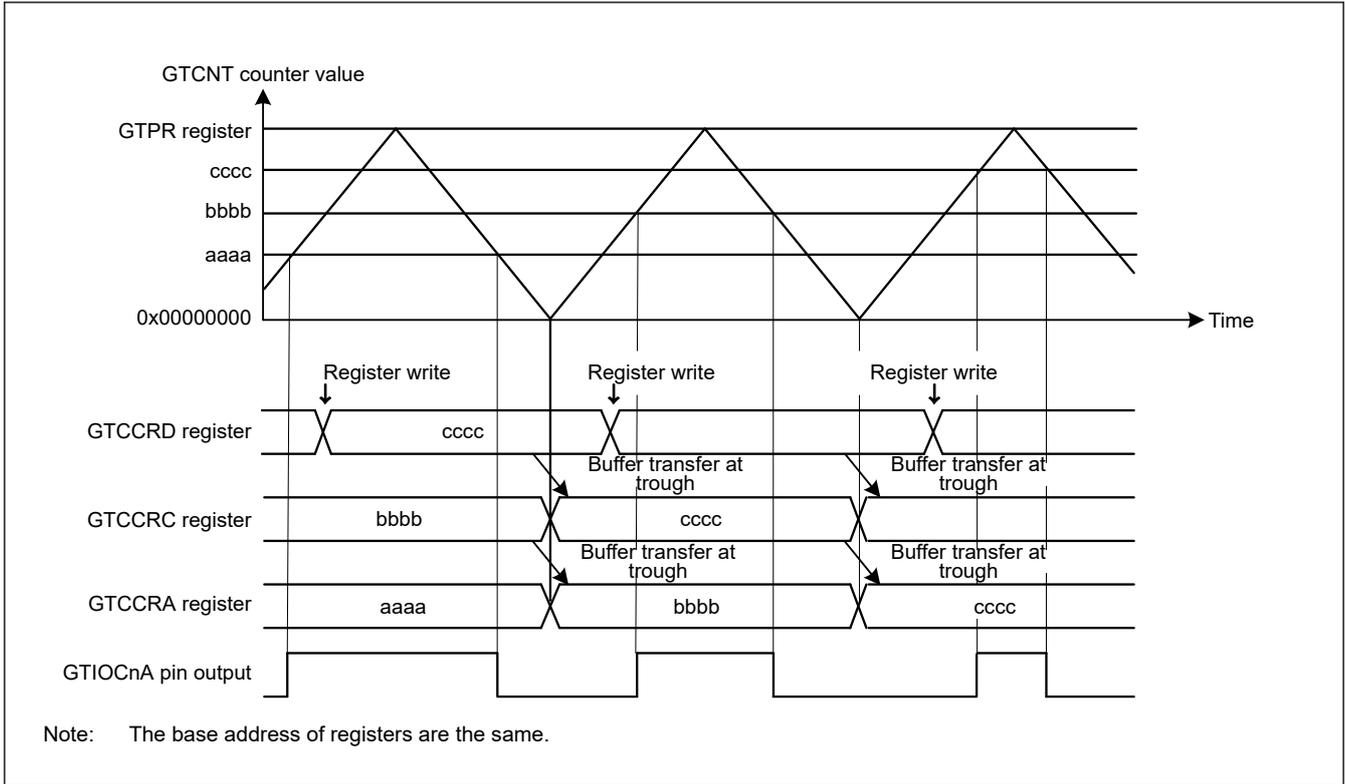 GTCNT counter value
GTPR register
cccc
bbbb
aaaa
0x00000000
Time
Register write Register write Register write
GTCCRD register cccc
Buffer transfer at trough Buffer transfer at trough
GTCCRC register bbbb cccc
Buffer transfer at trough Buffer transfer at trough
GTCCRA register aaaa bbbb cccc
GTIOCnA pin output
Note: The base address of registers are the same.